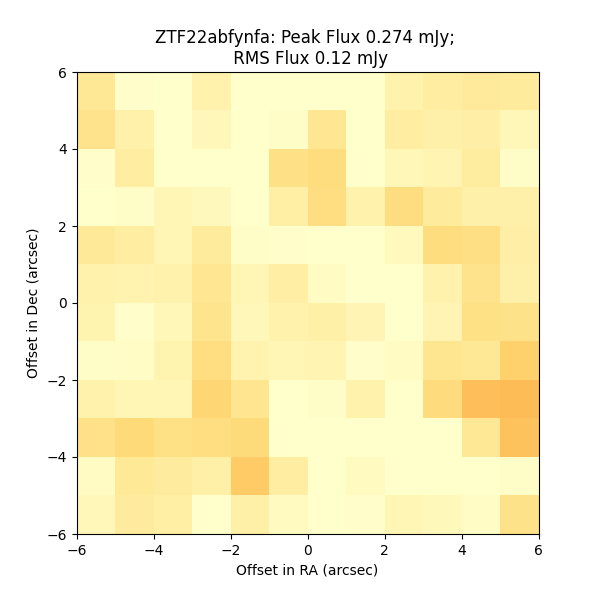 ZTF22abfynfa: Peak Flux 0.274 mJy;
RMS Flux 0.12 mJy
6
4
2
0
−2
−4
−6
Offset in Dec (arcsec)
−6 −4 −2 0 2 4 6
Offset in RA (arcsec)